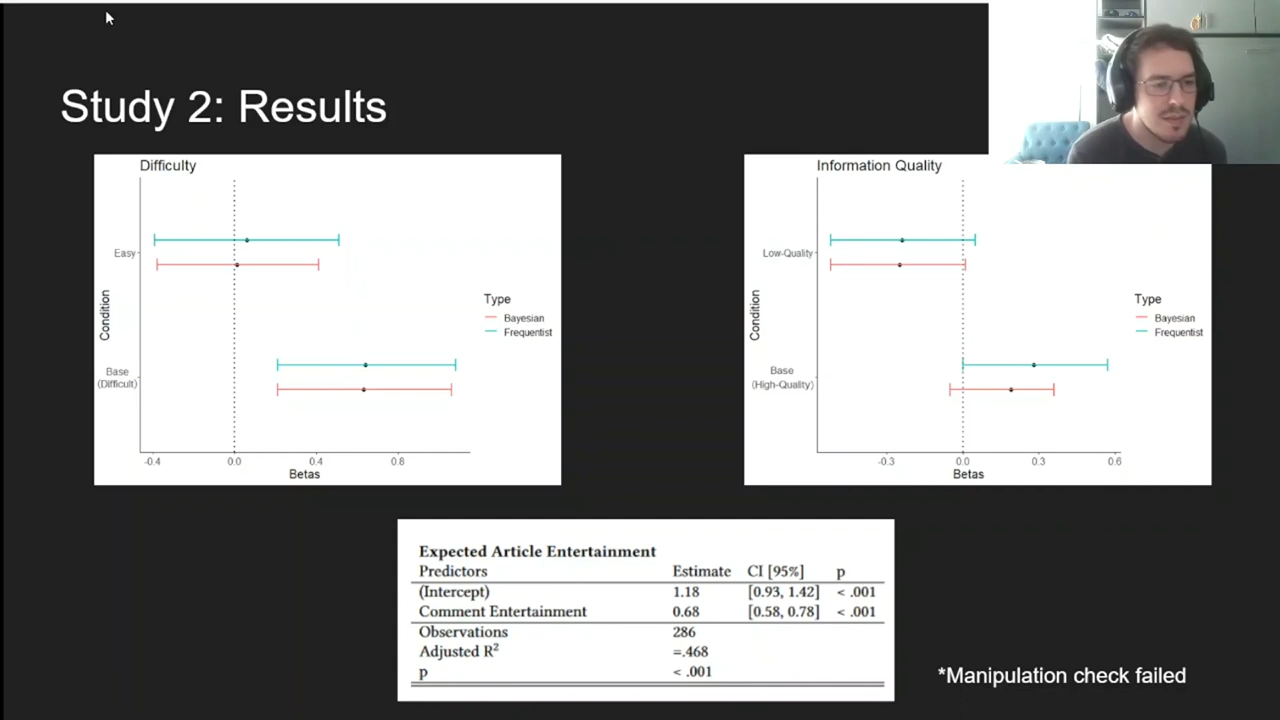 Study 2: Results
Difficulty
Easy
Base
(Difficult)
Condition
-0.4 0.0 0.4 0.8
Betas
Type
Bayesian
Frequentist
Information Quality
Low-Quality
Base
(High-Quality)
Condition
-0.3 0.0 0.3 0.6
Betas
Type
Bayesian
Frequentist
Expected Article Entertainment
Predictors Estimate CI [95%] p
(Intercept) 1.18 [0.93, 1.42] < .001
Comment Entertainment 0.68 [0.58, 0.78] < .001
Observations 286
Adjusted R² =.468
p < .001
*Manipulation check failed